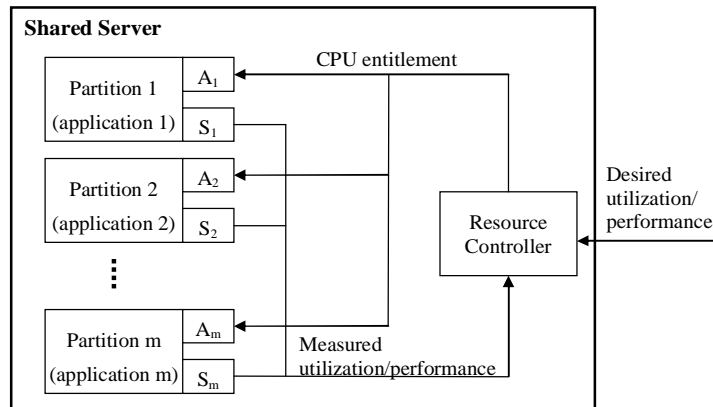 Shared Server
CPU entitlement
Partition 1
(application 1)
A1
S1
Partition 2
(application 2)
A2
S2
Partition m
(application m)
Am
Sm
Resource
Controller
Desired
utilization/
performance
Measured
utilization/performance